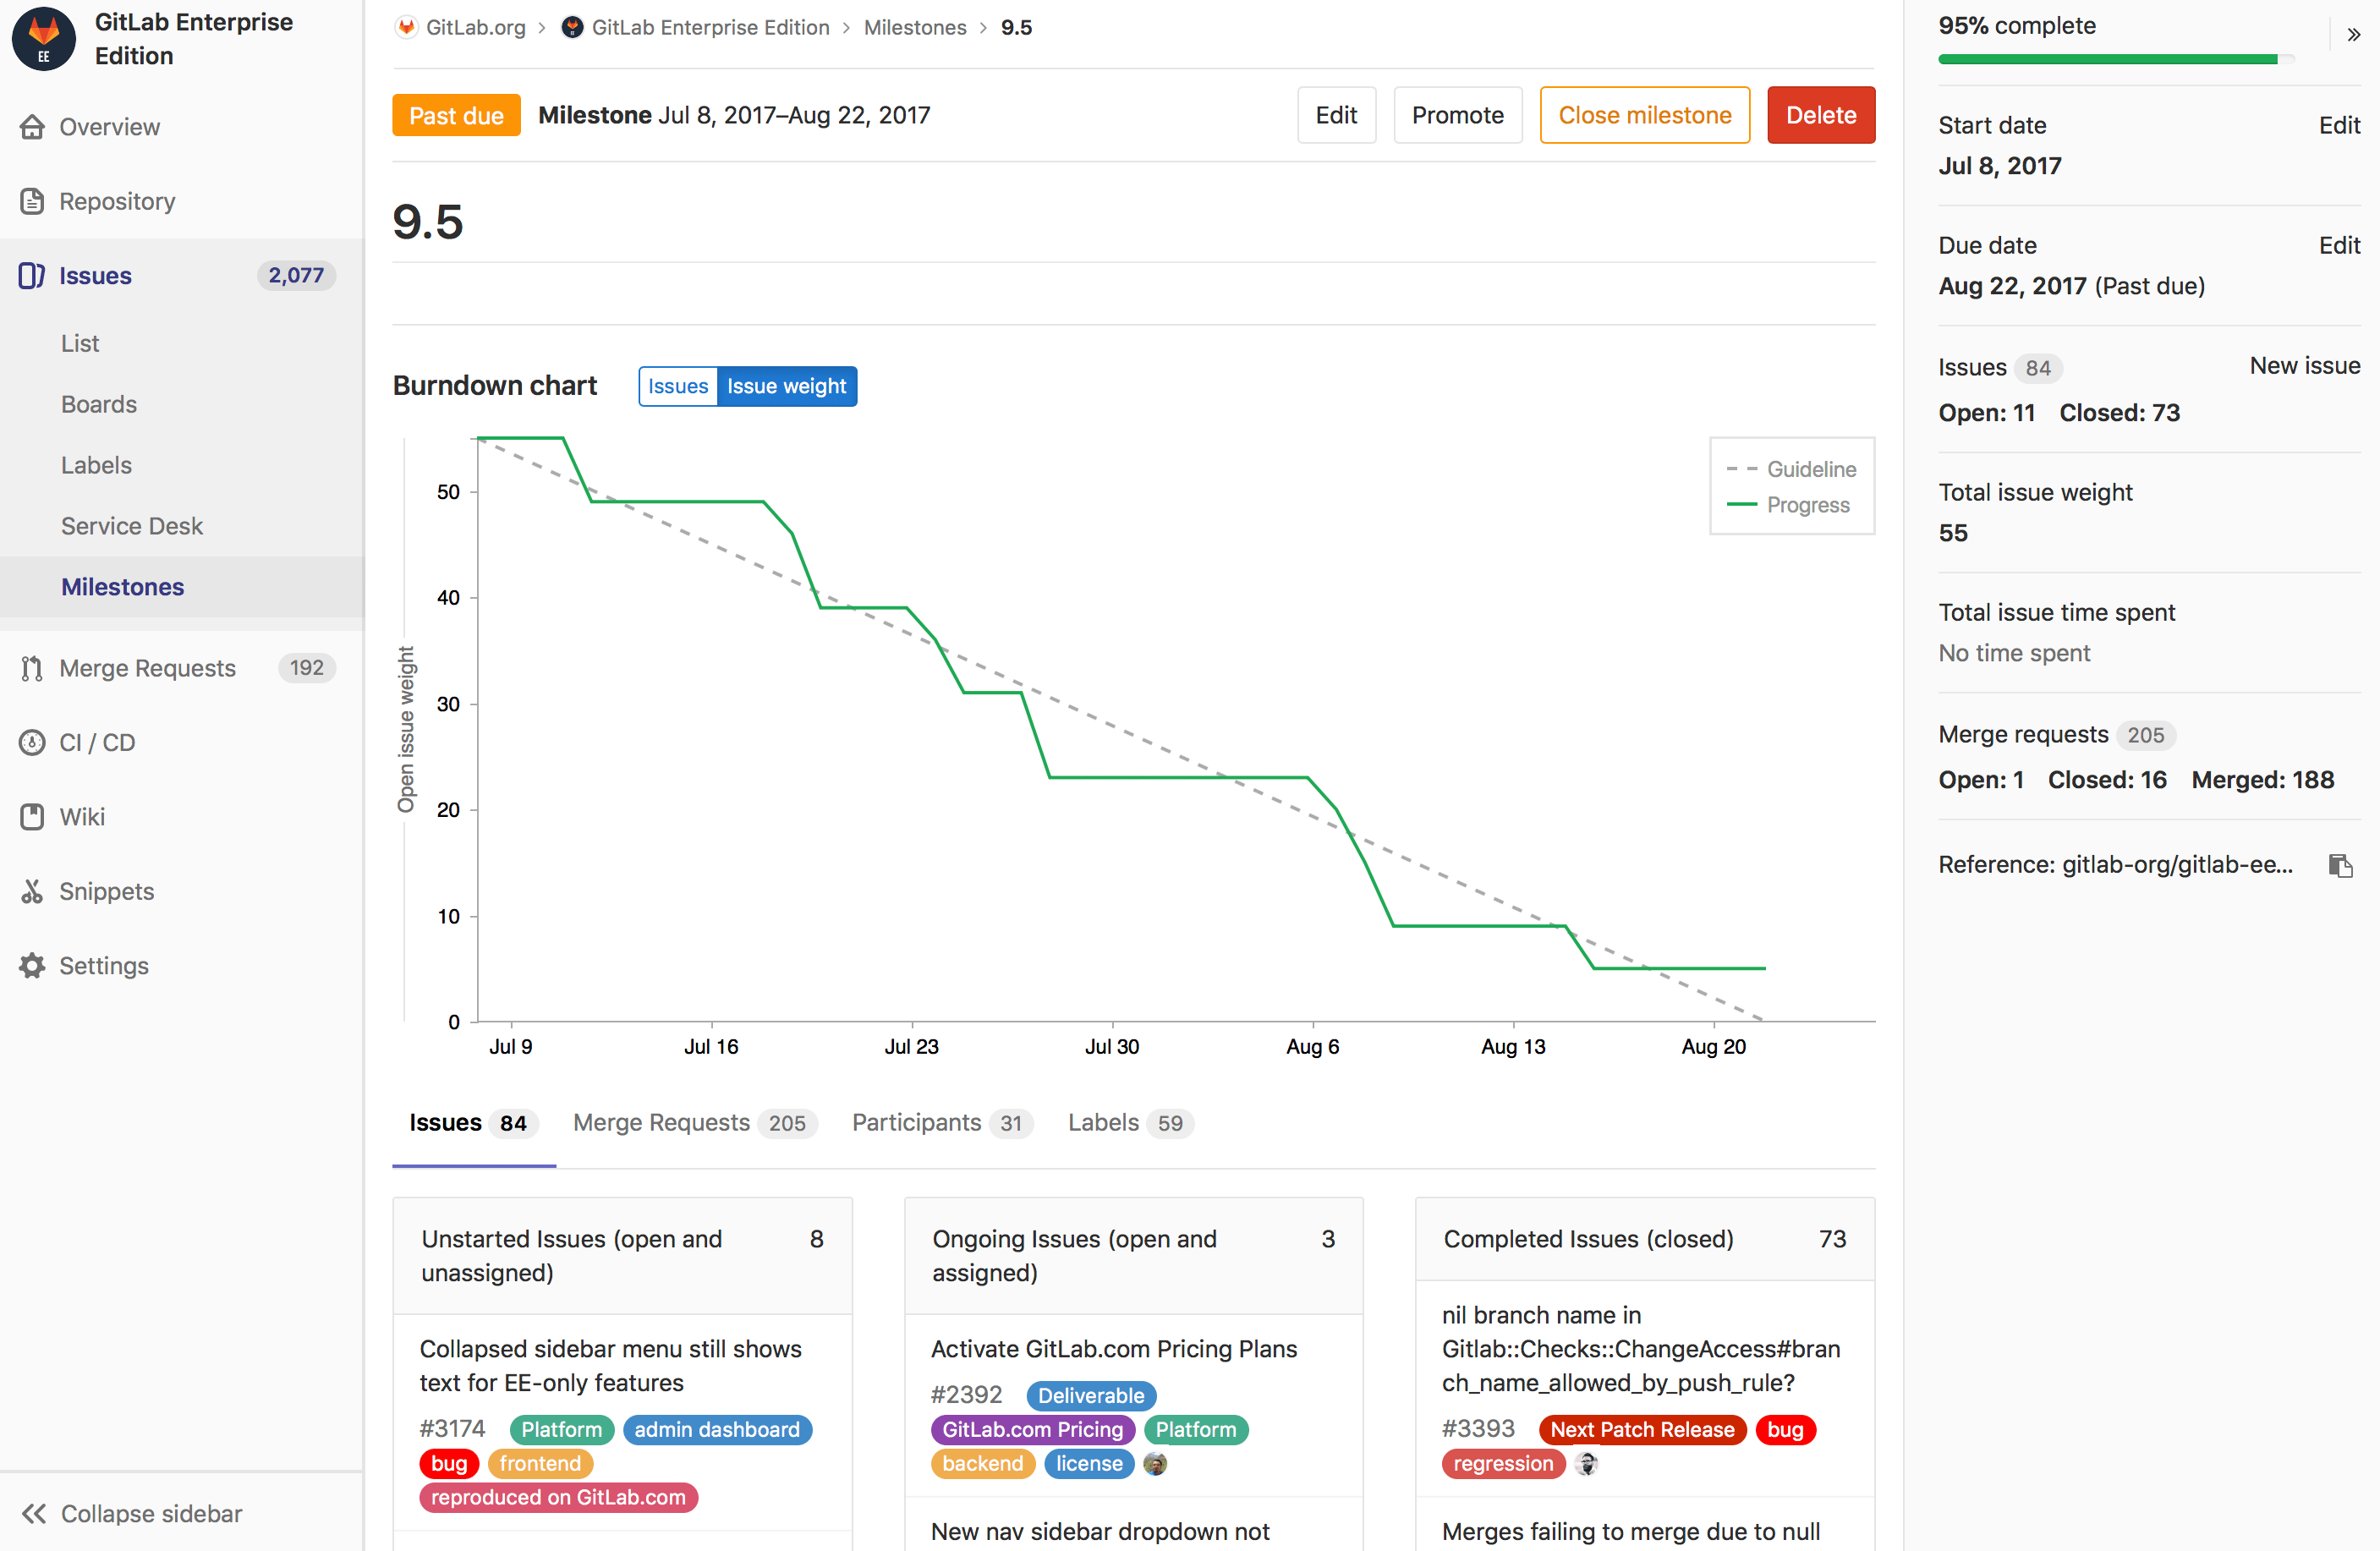 GitLab Enterprise
Edition
EE
Overview
Repository
Issues 2,077
List
Boards
Labels
Service Desk
Milestones
Merge Requests 192
CI / CD
Wiki
Snippets
Settings
Collapse sidebar
GitLab.org > GitLab Enterprise Edition > Milestones > 9.5
Past due Milestone Jul 8, 2017–Aug 22, 2017 Edit Promote Close milestone Delete
9.5
Burndown chart Issues Issue weight
Guideline
Progress
Open issue weight
50
40
30
20
10
0
Jul 9 Jul 16 Jul 23 Jul 30 Aug 6 Aug 13 Aug 20
Issues 84 Merge Requests 205 Participants 31 Labels 59
Unstarted Issues (open and 8
unassigned)
Collapsed sidebar menu still shows
text for EE-only features
#3174 Platform admin dashboard
bug frontend
reproduced on GitLab.com
Ongoing Issues (open and 3
assigned)
Activate GitLab.com Pricing Plans
#2392 Deliverable
GitLab.com Pricing Platform
backend license
New nav sidebar dropdown not
Completed Issues (closed) 73
nil branch name in
Gitlab::Checks::ChangeAccess#bran
ch_name_allowed_by_push_rule?
#3393 Next Patch Release bug
regression
Merges failing to merge due to null
95% complete »
Start date Edit
Jul 8, 2017
Due date Edit
Aug 22, 2017 (Past due)
Issues 84 New issue
Open: 11 Closed: 73
Total issue weight
55
Total issue time spent
No time spent
Merge requests 205
Open: 1 Closed: 16 Merged: 188
Reference: gitlab-org/gitlab-ee...